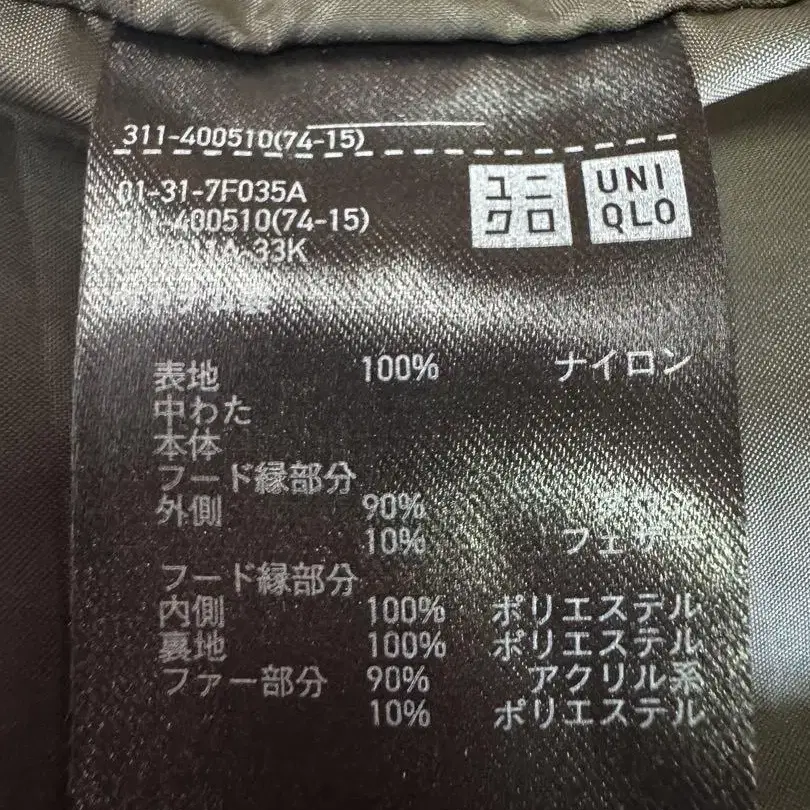 311-400510(74-15)
01-31-7F035A
311-400510(74-15)
33K
ユニ
クロ
UNI
QLO
表地 100% ナイロン
中わた
本体
フード縁部分
外側 90%
10% フェザー
フード縁部分
内側 100% ポリエステル
裏地 100% ポリエステル
ファー部分 90% アクリル系
10% ポリエステル